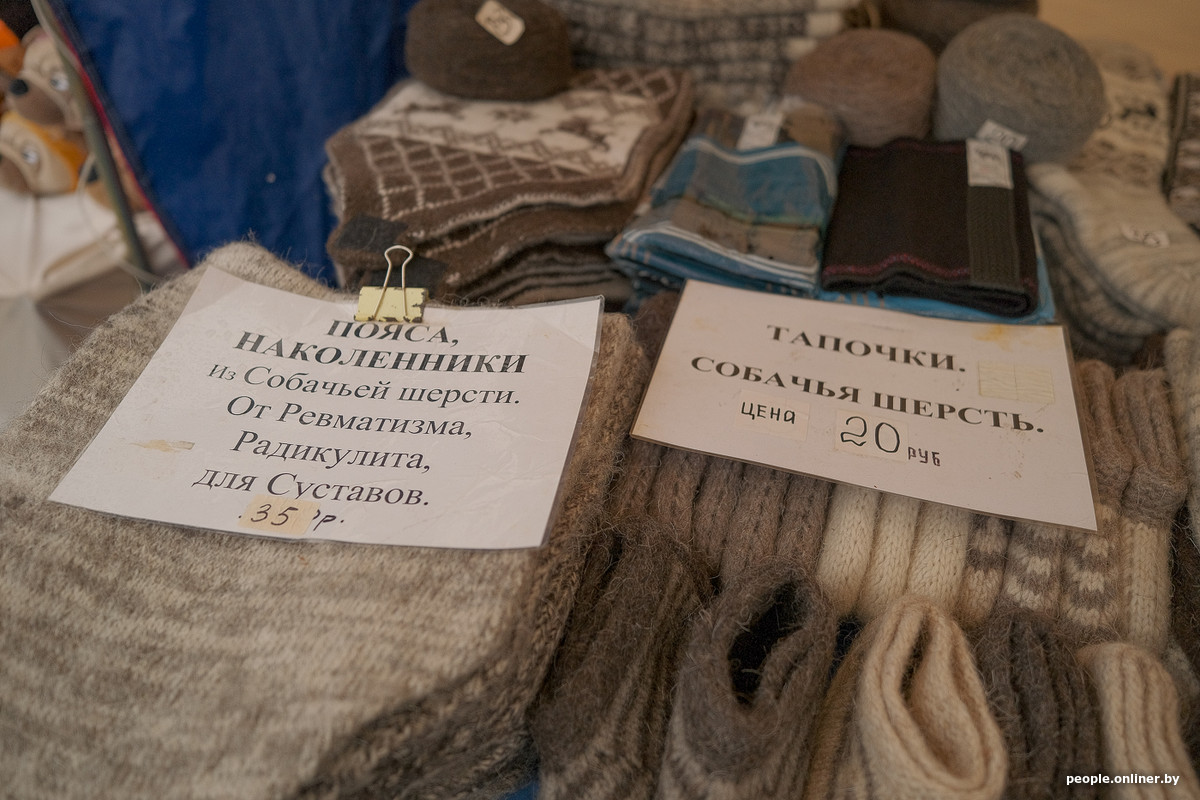 ПОЯСА,
НАКОЛЕННИКИ
Из Собачьей шерсти.
От Ревматизма,
Радикулита,
для Суставов.
35 р.
ТАПОЧКИ.
СОБАЧЬЯ ШЕРСТЬ.
ЦЕНА 20 руб
people.onliner.by